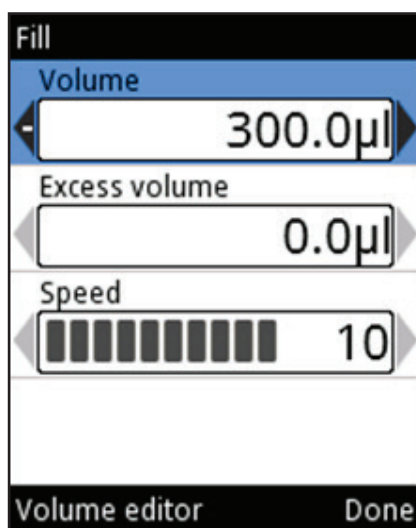 Fill
Volume
300.0µl
Excess volume
0.0µl
Speed
10
Volume editor Done